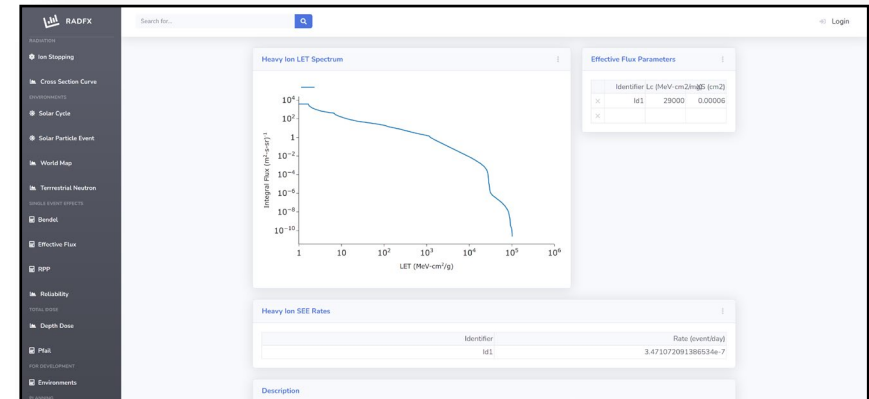 RADFX
Search for...
Login
RADIATION
Ion Stopping
Cross Section Curve
ENVIRONMENTS
Solar Cycle
Solar Particle Event
World Map
Terrrestrial Neutron
SINGLE EVENT EFFECTS
Bendel
Effective Flux
RPP
Reliability
TOTAL DOSE
Depth Dose
Pfail
FOR DEVELOPMENT
Environments
PLANNING
Heavy Ion LET Spectrum
Integral Flux (m²-s-sr)⁻¹
10⁴
10²
1
10⁻²
10⁻⁴
10⁻⁶
10⁻⁸
10⁻¹⁰
1 10 10² 10³ 10⁴ 10⁵ 10⁶
LET (MeV-cm²/g)
Effective Flux Parameters
Identifier Lc (MeV-cm2/mg) S (cm2)
Id1 29000 0.00006
Heavy Ion SEE Rates
Identifier Rate (event/day)
Id1 3.471072091386534e-7
Description